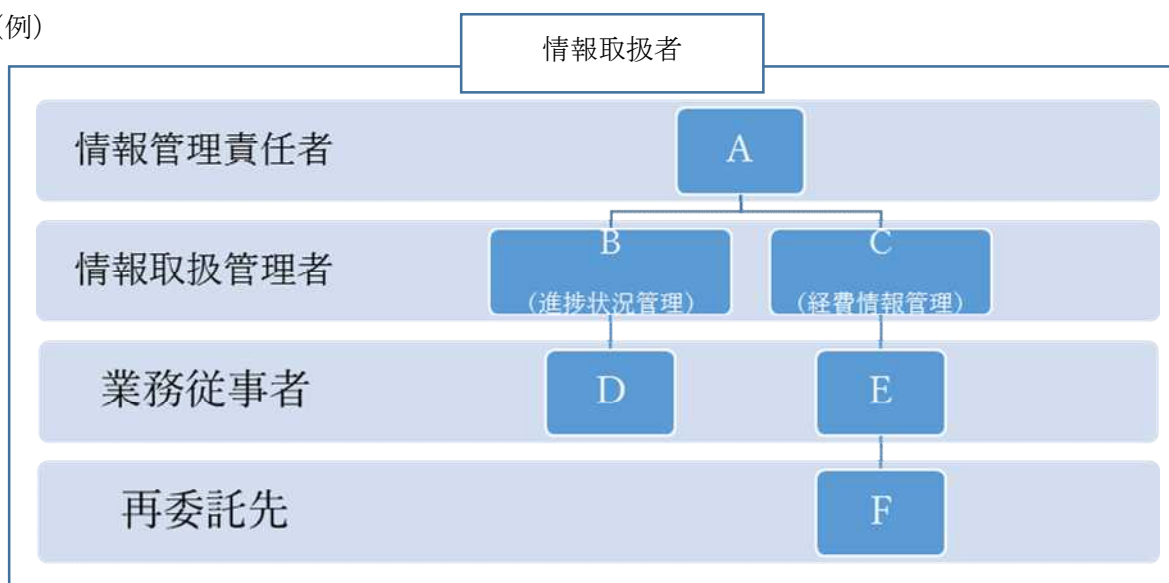 (例)
情報取扱者
情報管理責任者
A
情報取扱管理者
B
(進捗状況管理)
C
(経費情報管理)
業務従事者
D
E
再委託先
F